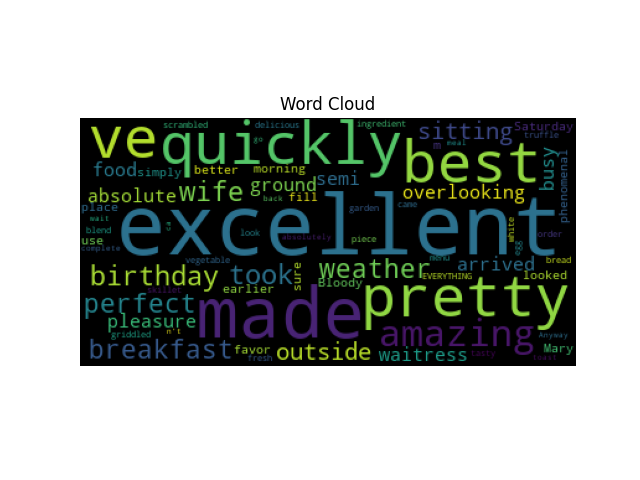 Word Cloud
scrambled delicious ingredient
ve quickly sitting Saturday
go m meal truffle
best busy phenomenal
food simply better morning semi
absolute wife ground fill overlooking
place back garden came white order
wait excellent
blend use look absolutely piece egg
complete vegetable menu bread
birthday took sure weather arrived looked
EVERYTHING
earlier Bloody
skillet made pretty
perfect
pleasure
griddled n't amazing Anyway
breakfast favor outside waitress Mary
fresh tasty toast